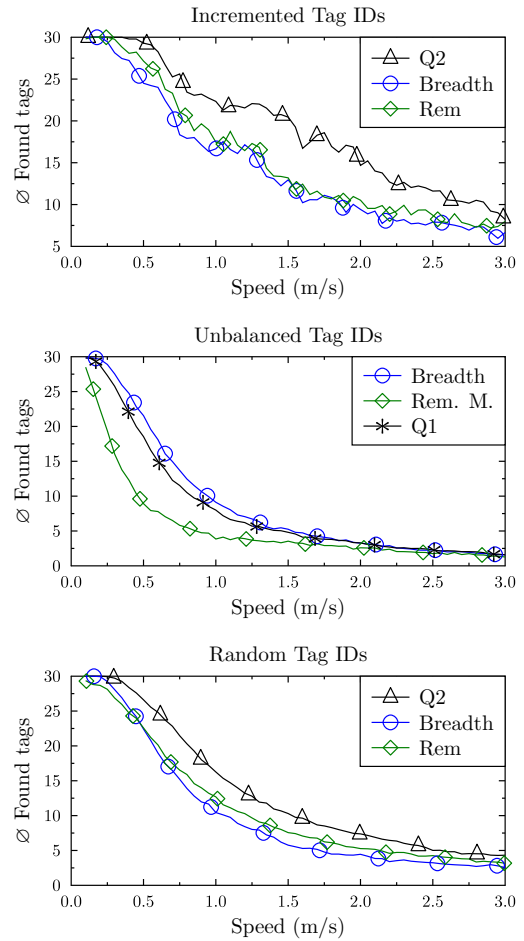 Incremented Tag IDs
30
25
20
15
10
5
∅ Found tags
Q2
Breadth
Rem
0.0 0.5 1.0 1.5 2.0 2.5 3.0
Speed (m/s)
Unbalanced Tag IDs
30
25
20
15
10
5
0
∅ Found tags
Breadth
Rem. M.
Q1
0.0 0.5 1.0 1.5 2.0 2.5 3.0
Speed (m/s)
Random Tag IDs
30
25
20
15
10
5
0
∅ Found tags
Q2
Breadth
Rem
0.0 0.5 1.0 1.5 2.0 2.5 3.0
Speed (m/s)